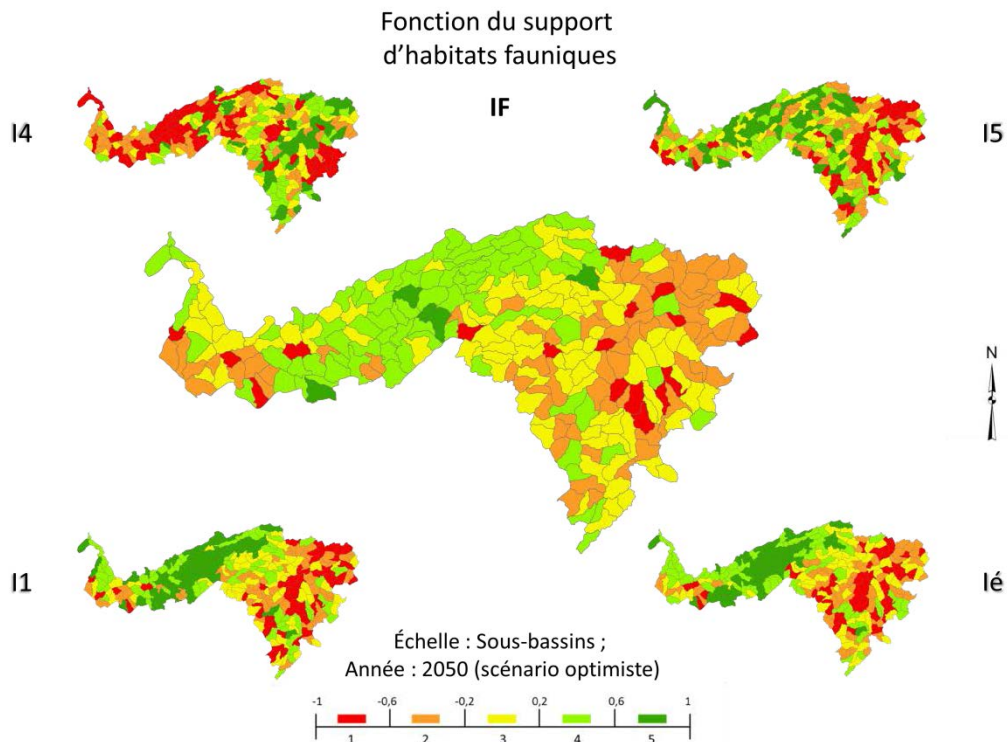 Fonction du support
d’habitats fauniques
I4
IF
I5
N
I1
Ié
Échelle : Sous-bassins ;
Année : 2050 (scénario optimiste)
-1 -0,6 -0,2 0,2 0,6 1
1 2 3 4 5